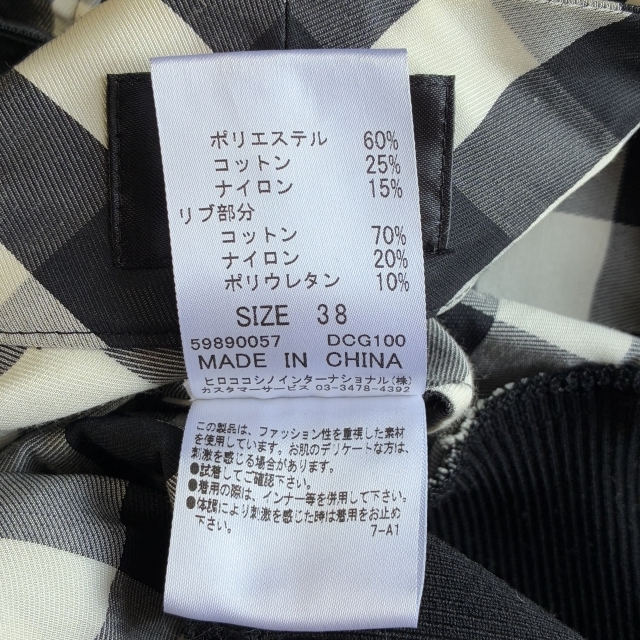 ポリエステル 60%
コットン 25%
ナイロン 15%
リブ部分
コットン 70%
ナイロン 20%
ポリウレタン 10%
SIZE 38
59890057 DCG100
MADE IN CHINA
ヒロココシノインターナショナル(株)
カスタマーサービス 03-3478-4392
この製品は、ファッション性を重視した素材
を使用しています。お肌のデリケートな方は、
刺激を感じる場合があります。
●試着してご確認下さい。
●着用の際は、インナー等を併用して下さい。
●体調により刺激を感じた時は着用をお止め
下さい。
7-A1